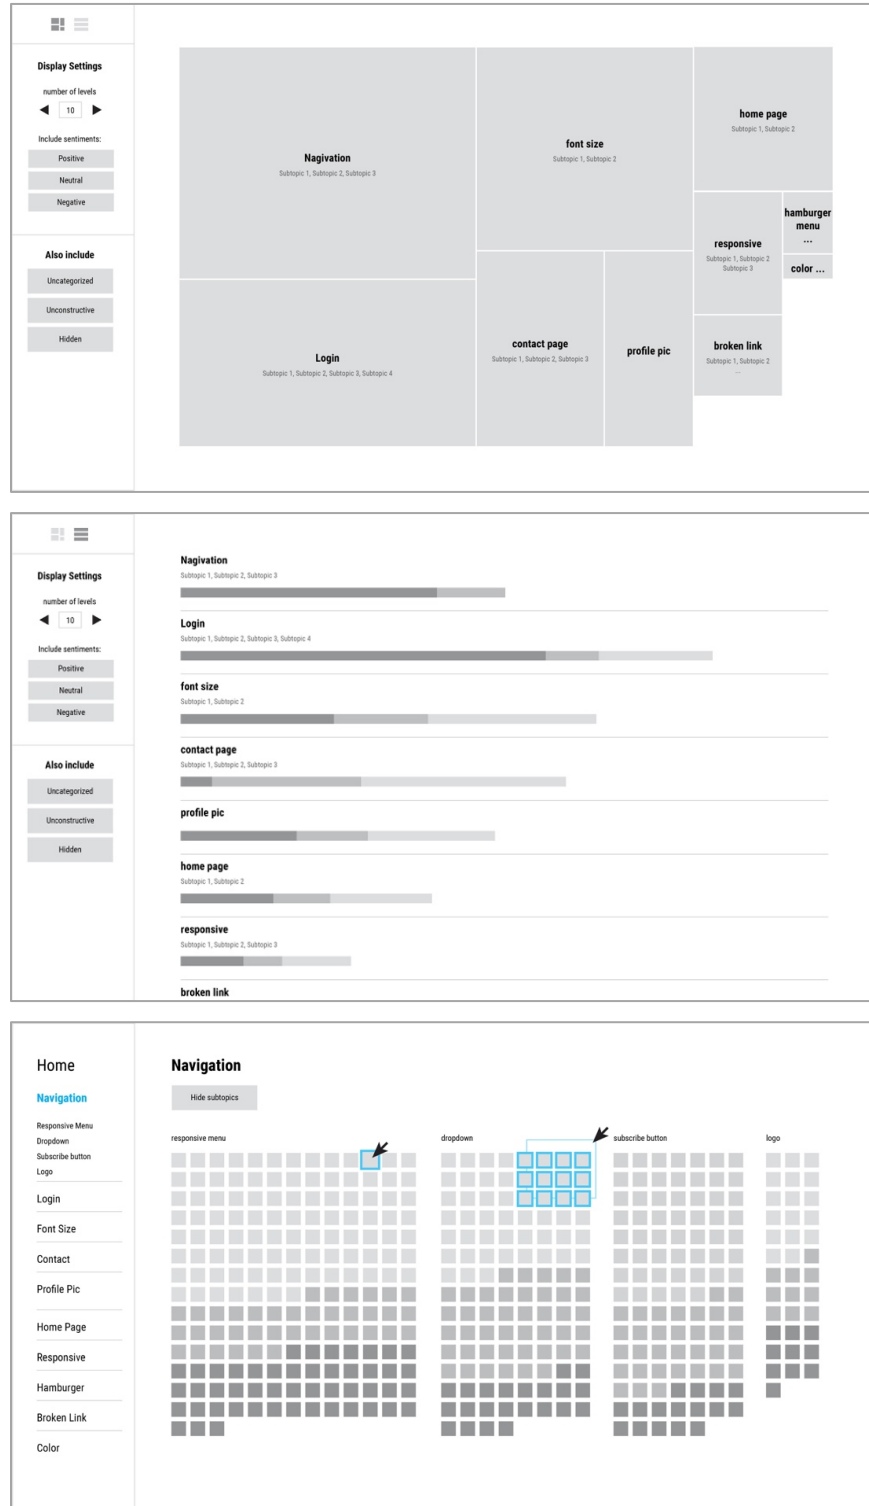 Display Settings
number of levels
10
Include sentiments:
Positive
Neutral
Negative
Also include
Uncategorized
Unconstructive
Hidden
Nagivation
Subtopic 1, Subtopic 2, Subtopic 3
font size
Subtopic 1, Subtopic 2
home page
Subtopic 1, Subtopic 2
hamburger
menu
...
responsive
Subtopic 1, Subtopic 2
Subtopic 3
color ...
Login
Subtopic 1, Subtopic 2, Subtopic 3, Subtopic 4
contact page
Subtopic 1, Subtopic 2, Subtopic 3
profile pic
broken link
Subtopic 1, Subtopic 2
...
Display Settings
number of levels
10
Include sentiments:
Positive
Neutral
Negative
Also include
Uncategorized
Unconstructive
Hidden
Nagivation
Subtopic 1, Subtopic 2, Subtopic 3
Login
Subtopic 1, Subtopic 2, Subtopic 3, Subtopic 4
font size
Subtopic 1, Subtopic 2
contact page
Subtopic 1, Subtopic 2, Subtopic 3
profile pic
home page
Subtopic 1, Subtopic 2
responsive
Subtopic 1, Subtopic 2, Subtopic 3
broken link
Home
Navigation
Responsive Menu
Dropdown
Subscribe button
Logo
Login
Font Size
Contact
Profile Pic
Home Page
Responsive
Hamburger
Broken Link
Color
Navigation
Hide subtopics
responsive menu
dropdown
subscribe button
logo